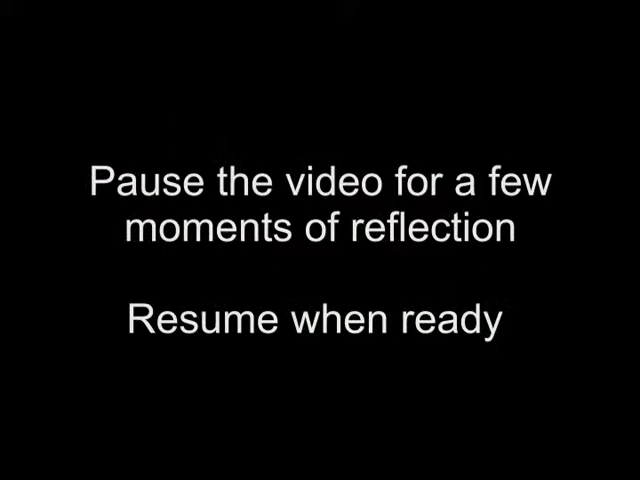 Pause the video for a few
moments of reflection
Resume when ready